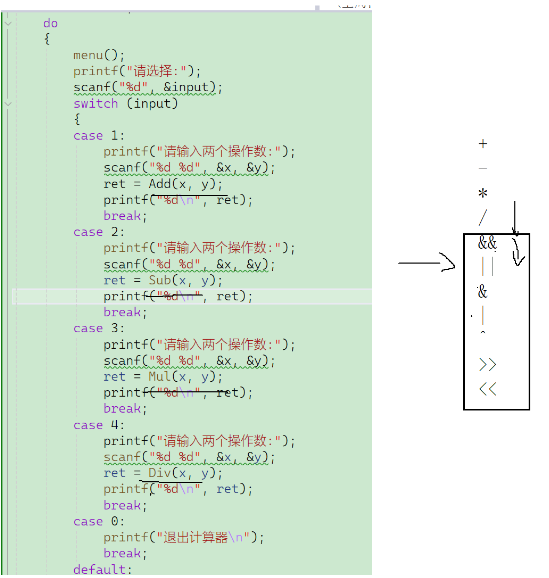 do
{
menu();
printf("请选择:");
scanf("%d", &input);
switch (input)
{
case 1:
printf("请输入两个操作数:");
scanf("%d %d", &x, &y);
ret = Add(x, y);
printf("%d\n", ret);
break;
case 2:
printf("请输入两个操作数:");
scanf("%d %d", &x, &y);
ret = Sub(x, y);
printf("%d\n", ret);
break;
case 3:
printf("请输入两个操作数:");
scanf("%d %d", &x, &y);
ret = Mul(x, y);
printf("%d\n", ret);
break;
case 4:
printf("请输入两个操作数:");
scanf("%d %d", &x, &y);
ret = Div(x, y);
printf("%d\n", ret);
break;
case 0:
printf("退出计算器\n");
break;
default:
+
-
*
/
&&
||
&
|
^
>>
<<